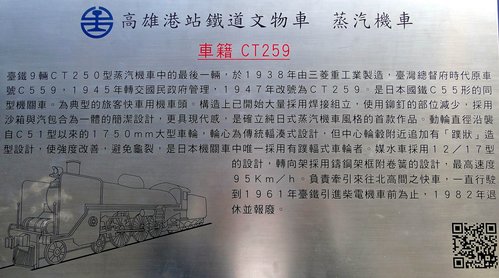 高雄港站鐵道文物車 蒸汽機車
車籍 CT259
臺鐵9輛CT250型蒸汽機車中的最後一輛，於1938年由三菱重工業製造，臺灣總督府時代原車
號C559，1945年轉交國民政府管理，1947年改號為CT259。是日本國鐵C55形的同
型機關車。為典型的旅客快車用機車頭。構造上已開始大量採用焊接組立，使用鉚釘的部位減少，採用
沙箱與汽包合為一體的簡潔設計，更具現代感，是確立純日式蒸汽機車風格的首款作品。動輪直徑沿襲
自C51型以來的1750mm大型車輪，輪心為傳統輻湊式設計，但中心輪轂附近追加有「蹼狀」造
型設計，使強度改善，避免龜裂，是日本機關車中唯一採用有蹼輻式車輪者。媒水車採用12/17型
的設計，轉向架採用鑄鋼架框附卷簧的設計，最高速度
95Km/h。負責牽引來往北高間之快車，一直行駛
到1961年臺鐵引進柴電機車前為止，1982年退
休並報廢。